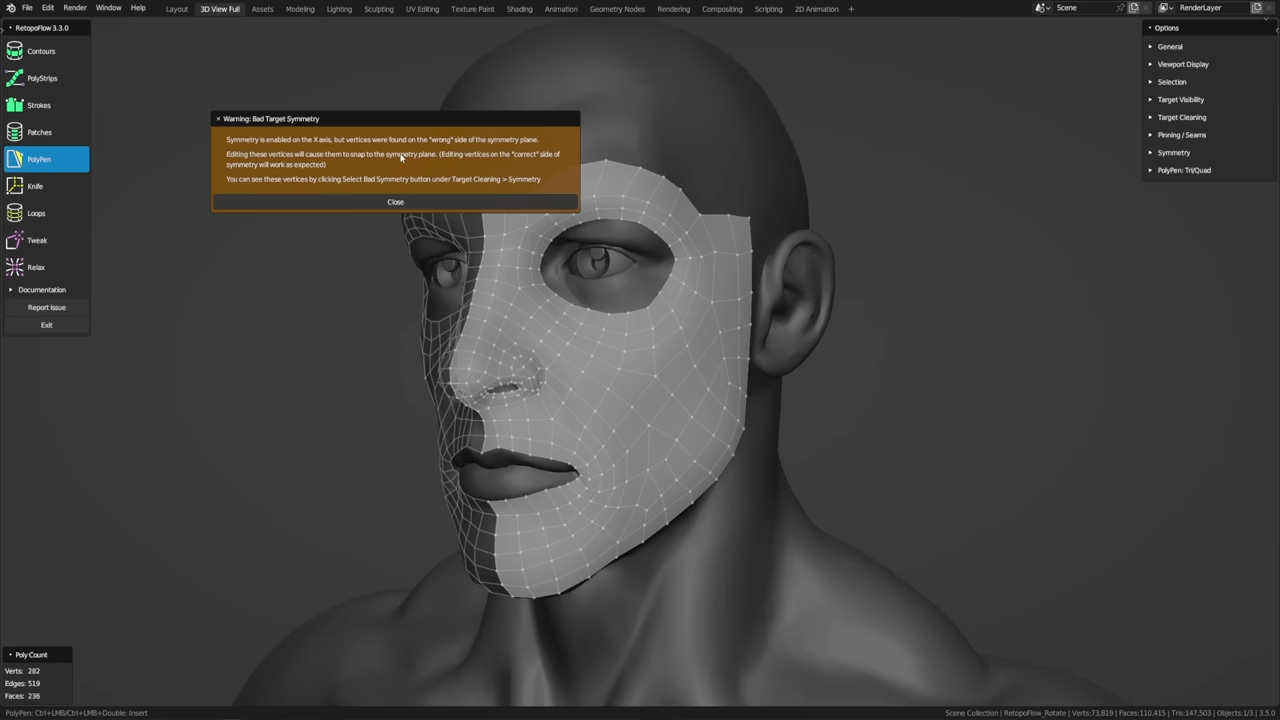 File Edit Render Window Help Layout 3D View Full Assets Modeling Lighting Sculpting UV Editing Texture Paint Shading Animation Geometry Nodes Rendering Compositing Scripting 2D Animation + Scene RenderLayer
RetopoFlow 3.3.0
Contours
PolyStrips
Strokes
Patches
PolyPen
Knife
Loops
Tweak
Relax
Documentation
Report Issue
Exit
Warning: Bad Target Symmetry
Symmetry is enabled on the X axis, but vertices were found on the "wrong" side of the symmetry plane.
Editing these vertices will cause them to snap to the symmetry plane. (Editing vertices on the "correct" side of
symmetry will work as expected)
You can see these vertices by clicking Select Bad Symmetry button under Target Cleaning > Symmetry
Close
Options
General
Viewport Display
Selection
Target Visibility
Target Cleaning
Pinning / Seams
Symmetry
PolyPen: Tri/Quad
Poly Count
Verts: 282
Edges: 519
Faces: 236
PolyPen: Ctrl+LMB/Ctrl+LMB+Double: Insert
Scene Collection | RetopoFlow_Rotate | Verts:73,819 | Faces:110,415 | Tris:147,503 | Objects:1/3 | 3.5.0